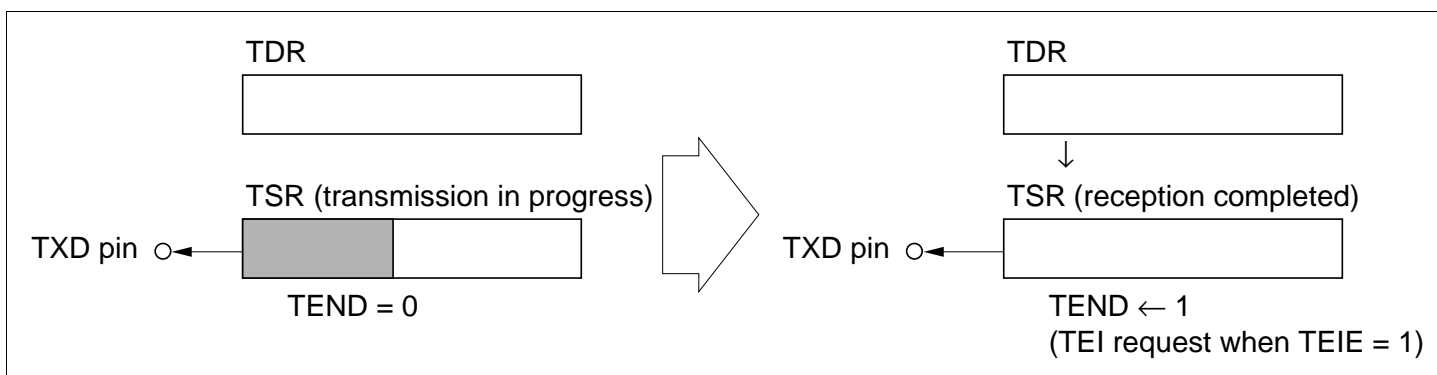 TDR
TSR (transmission in progress)
TXD pin
TEND = 0
TDR
↓
TSR (reception completed)
TXD pin
TEND ← 1
(TEI request when TEIE = 1)